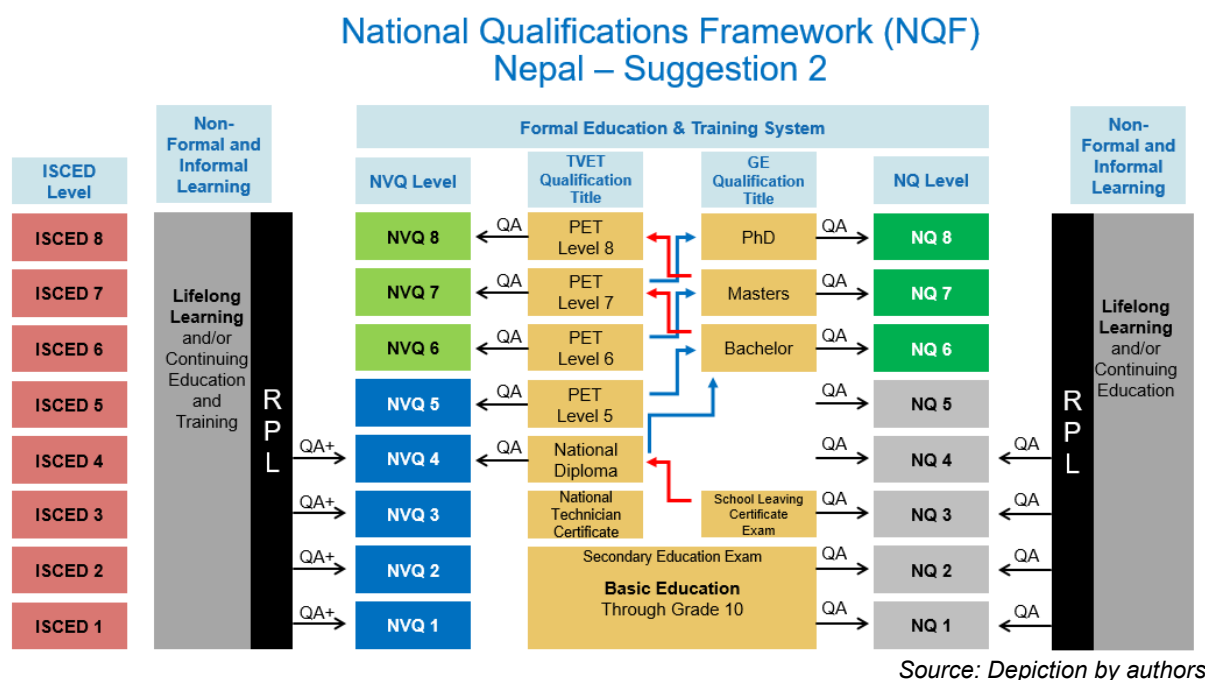 National Qualifications Framework (NQF)
Nepal – Suggestion 2
Non-
Formal and
Informal
Learning
Formal Education & Training System
Non-
Formal and
Informal
Learning
ISCED
Level
NVQ Level
TVET
Qualification
Title
GE
Qualification
Title
NQ Level
ISCED 8
NVQ 8
QA
PET
Level 8
PhD
QA
NQ 8
ISCED 7
NVQ 7
QA
PET
Level 7
Masters
QA
NQ 7
ISCED 6
NVQ 6
QA
PET
Level 6
Bachelor
QA
NQ 6
ISCED 5
NVQ 5
QA
PET
Level 5
QA
NQ 5
ISCED 4
QA+
NVQ 4
QA
National
Diploma
QA
NQ 4
QA
ISCED 3
QA+
NVQ 3
National
Technician
Certificate
School Leaving
Certificate
Exam
QA
NQ 3
QA
ISCED 2
QA+
NVQ 2
Secondary Education Exam
Basic Education
Through Grade 10
QA
NQ 2
QA
ISCED 1
QA+
NVQ 1
QA
NQ 1
QA
Lifelong
Learning
and/or
Continuing
Education
and
Training
R
P
L
R
P
L
Lifelong
Learning
and/or
Continuing
Education
Source: Depiction by authors